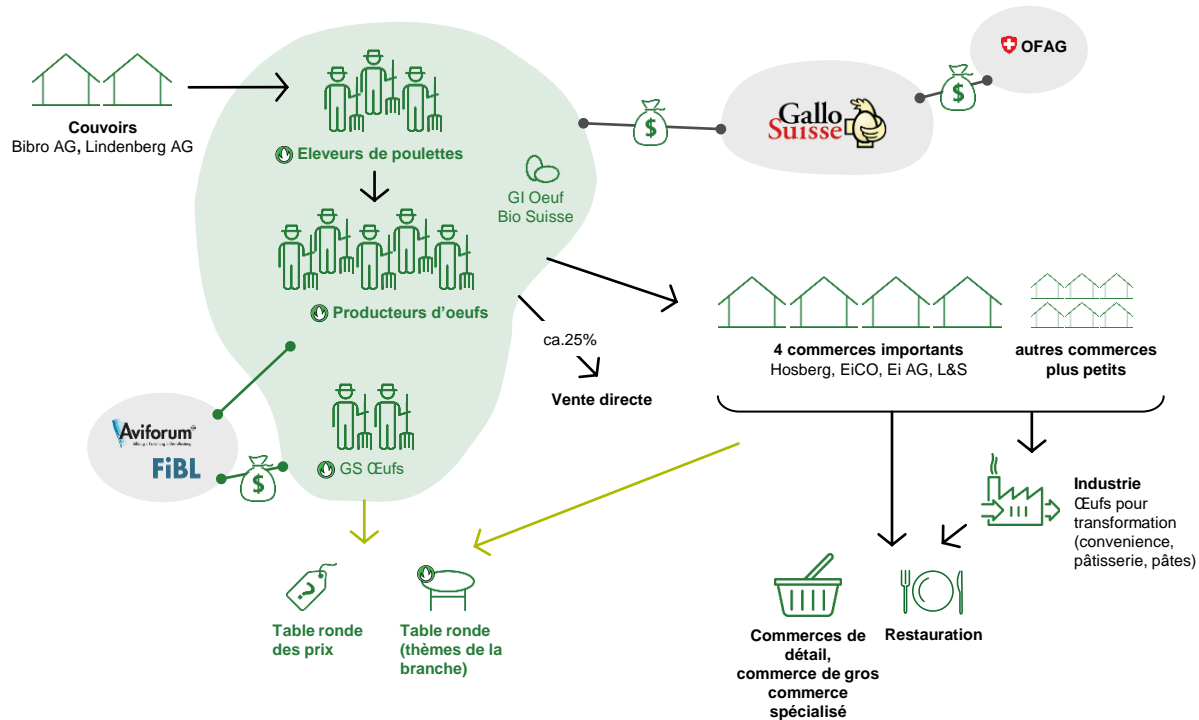 OFAG
Gallo
Suisse
Couvoirs
Bibro AG, Lindenberg AG
Eleveurs de poulettes
$
$
GI Oeuf
Bio Suisse
Producteurs d'oeufs
ca.25%
Vente directe
4 commerces importants
Hosberg, EiCO, Ei AG, L&S
autres commerces
plus petits
Aviforum
FiBL
$
GS Œufs
Industrie
Œufs pour
transformation
(convenience,
pâtisserie, pâtes)
?
Table ronde
des prix
Table ronde
(thèmes de la
branche)
Commerces de
détail,
commerce de gros
commerce
spécialisé
Restauration